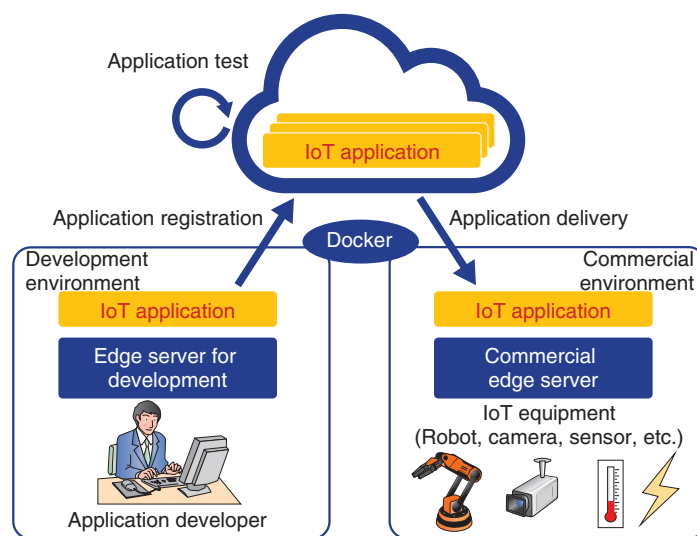 Application test
IoT application
Application registration
Application delivery
Docker
Development
environment
IoT application
Edge server for
development
Application developer
Commercial
environment
IoT application
Commercial
edge server
IoT equipment
(Robot, camera, sensor, etc.)